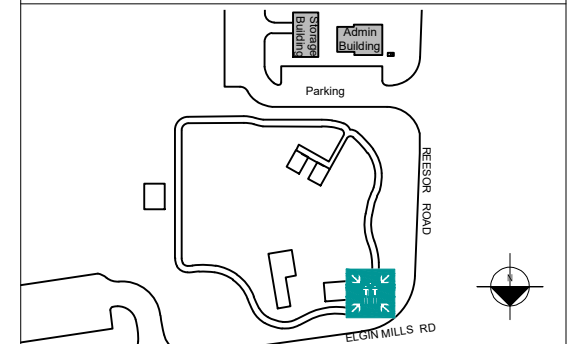 Storage
Building
Admin
Building
Parking
REESOR ROAD
N
ELGIN MILLS RD